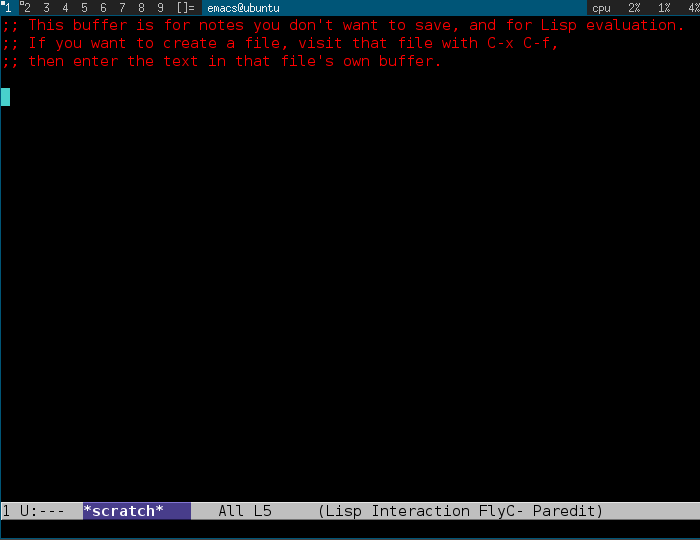 1 2 3 4 5 6 7 8 9 []= emacs@ubuntu cpu 2% 1% 4%
;; This buffer is for notes you don't want to save, and for Lisp evaluation.
;; If you want to create a file, visit that file with C-x C-f,
;; then enter the text in that file's own buffer.
1 U:--- *scratch* All L5 (Lisp Interaction FlyC- Paredit)